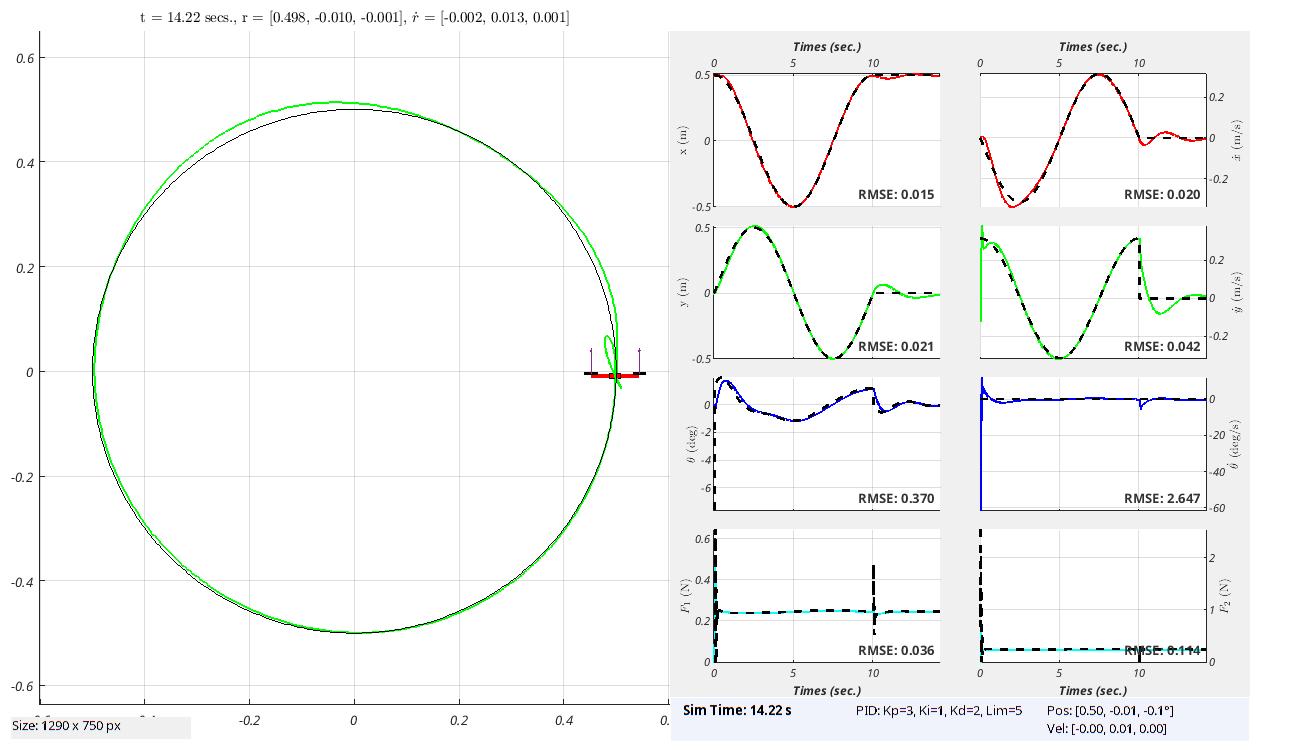 t = 14.22 secs., r = [0.498, -0.010, -0.001], ṙ = [-0.002, 0.013, 0.001]
0.6
0.4
0.2
0
-0.2
-0.4
-0.6
-0.2
0
0.2
0.4
Size: 1290 x 750 px
Times (sec.)
0
5
10
0.5
0
-0.5
x (m)
RMSE: 0.015
Times (sec.)
0
5
10
0.2
0
-0.2
ẋ (m/s)
RMSE: 0.020
0.5
0
-0.5
y (m)
RMSE: 0.021
0.2
0
-0.2
ẏ (m/s)
RMSE: 0.042
0
-2
-4
-6
θ (deg)
RMSE: 0.370
0
-20
-40
-60
θ̇ (deg/s)
RMSE: 2.647
0.6
0.4
0.2
0
F₁ (N)
RMSE: 0.036
0
5
10
Times (sec.)
2
1
0
F₂ (N)
RMSE: 0.114
0
5
10
Times (sec.)
Sim Time: 14.22 s
PID: Kp=3, Ki=1, Kd=2, Lim=5
Pos: [0.50, -0.01, -0.1°]
Vel: [-0.00, 0.01, 0.00]